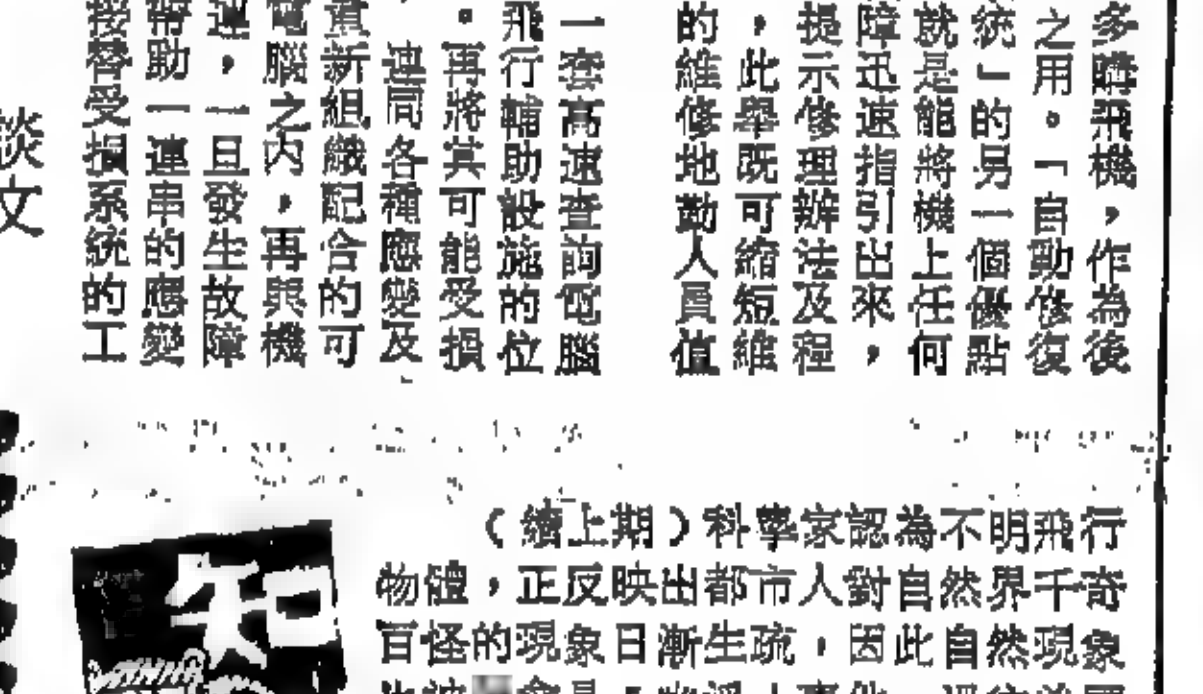 多購飛機，作為後
之用。「自動修復
統」的另一個優點
就是能將機上任何
障迅速指引出來，
提示修理辦法及程
，此舉既可縮短維
的維修地勤人員值
一套高速查詢電腦
飛行輔助設施的位
。再將其可能受損
，連同各種應變及
重新組織配合的可
電腦之內，再與機
連，一旦發生故障
幫助一連串的應變
接替受損系統的工
談文
（續上期）科學家認為不明飛行
物體，正反映出都市人對自然界千奇
百怪的現象日漸生疏，因此自然現象
知